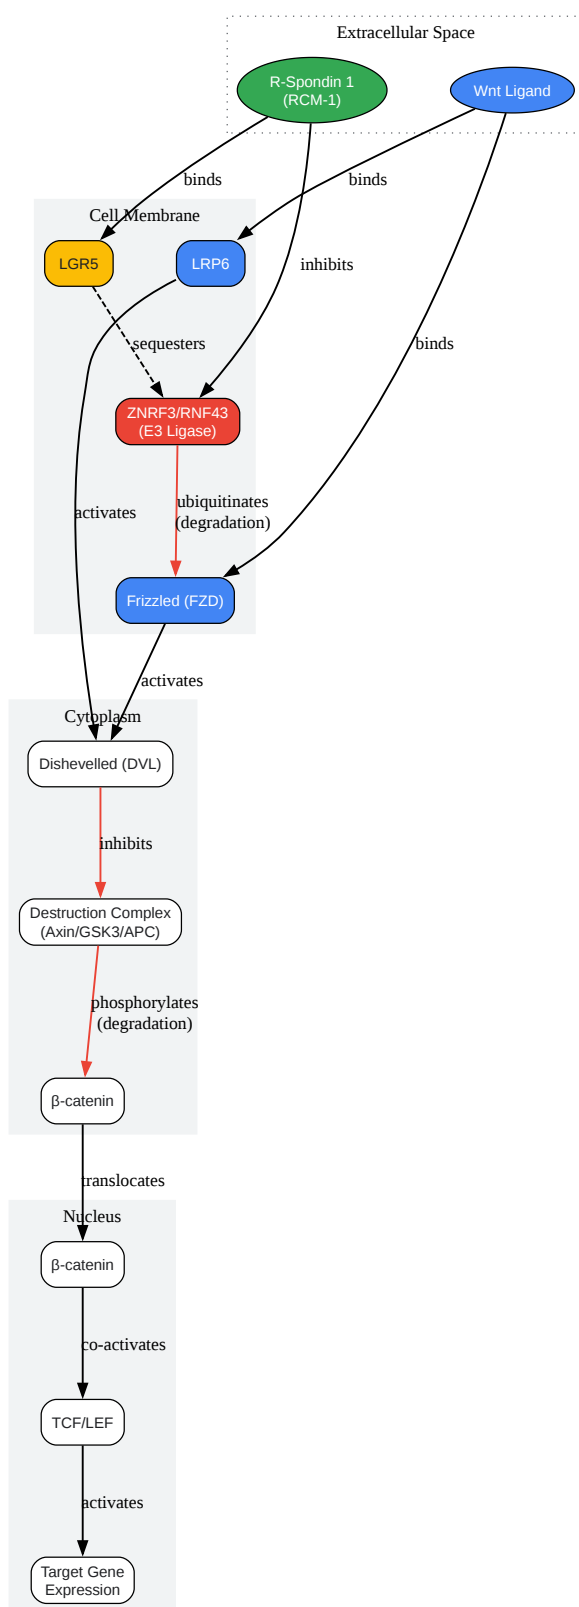 Extracellular Space
R-Spondin 1
(RCM-1)
Wnt Ligand
binds
binds
Cell Membrane
LGR5
LRP6
inhibits
sequesters
binds
ZNRF3/RNF43
(E3 Ligase)
activates
ubiquitinates
(degradation)
Frizzled (FZD)
activates
Cytoplasm
Dishevelled (DVL)
inhibits
Destruction Complex
(Axin/GSK3/APC)
phosphorylates
(degradation)
β-catenin
translocates
Nucleus
β-catenin
co-activates
TCF/LEF
activates
Target Gene
Expression